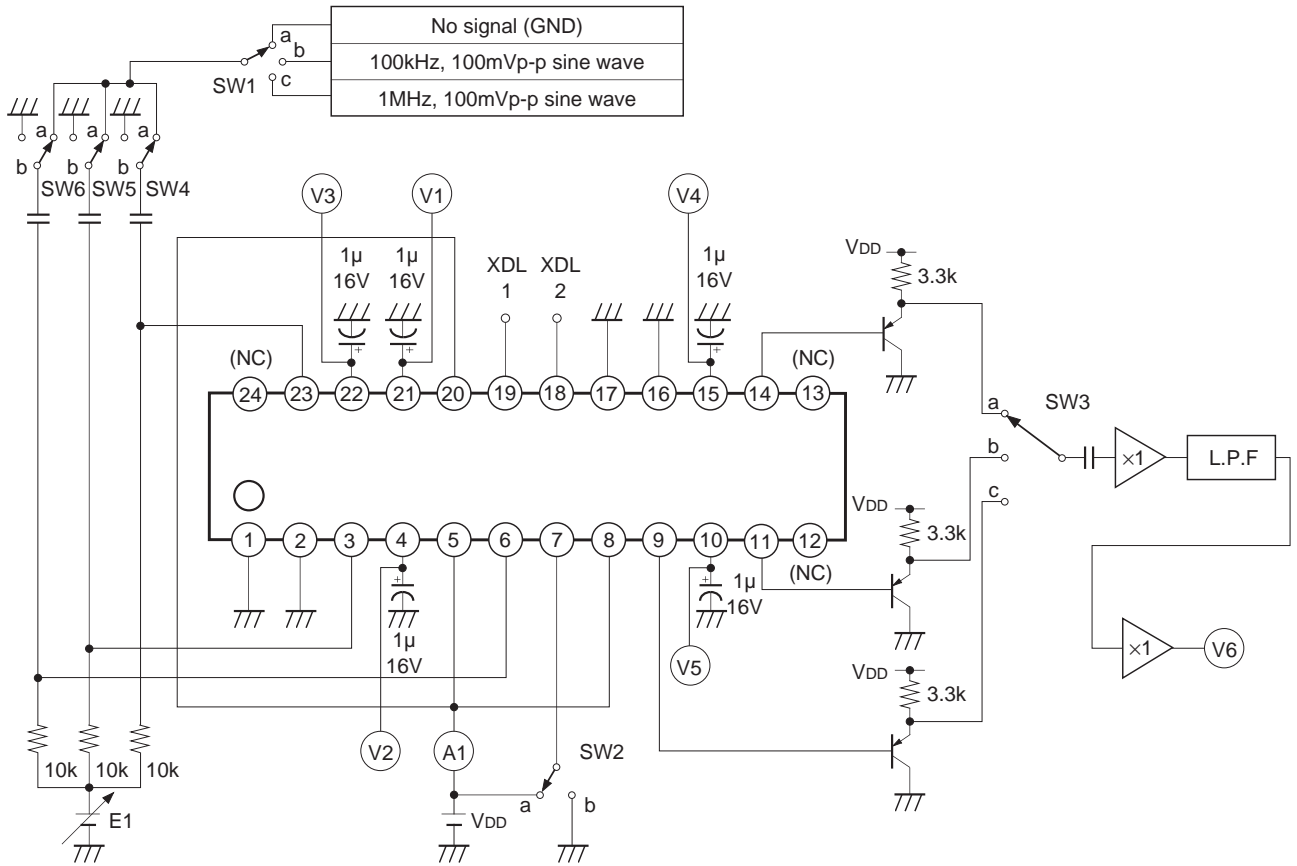 No signal (GND)
100kHz, 100mVp-p sine wave
1MHz, 100mVp-p sine wave
a
b
c
SW1
a
a
a
b
b
b
SW6
SW5
SW4
V3
V1
V4
1µ
16V
1µ
16V
XDL
1
XDL
2
1µ
16V
VDD
3.3k
(NC)
(NC)
24
23
22
21
20
19
18
17
16
15
14
13
+
+
+
a
SW3
b
c
×1
L.P.F
VDD
3.3k
1
2
3
4
5
6
7
8
9
10
11
12
(NC)
+
1µ
16V
+
1µ
16V
V5
×1
V6
VDD
3.3k
V2
A1
SW2
a
b
10k
10k
10k
E1
VDD